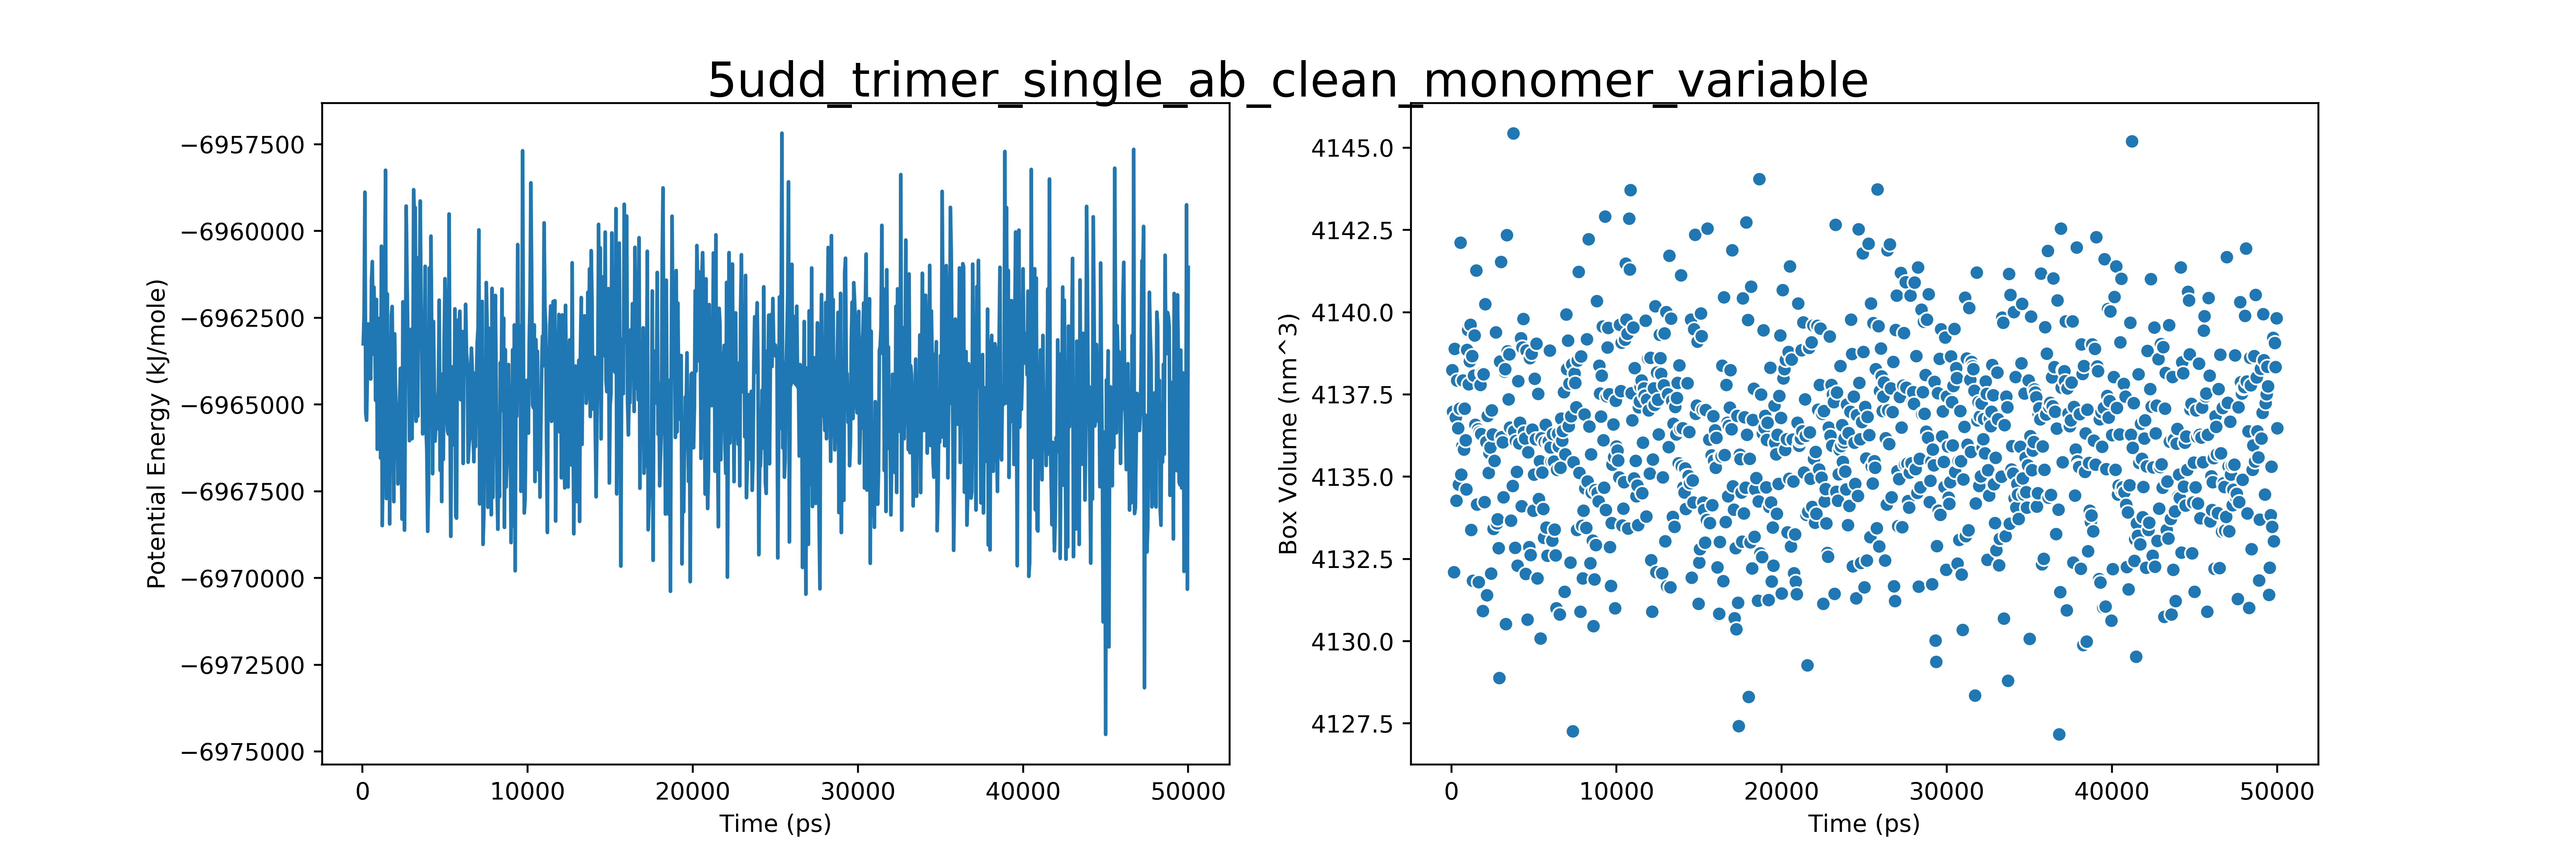 5udd_trimer_single_ab_clean_monomer_variable
Potential Energy (kJ/mole)
−6957500
−6960000
−6962500
−6965000
−6967500
−6970000
−6972500
−6975000
0 10000 20000 30000 40000 50000
Time (ps)
Box Volume (nm^3)
4145.0
4142.5
4140.0
4137.5
4135.0
4132.5
4130.0
4127.5
0 10000 20000 30000 40000 50000
Time (ps)